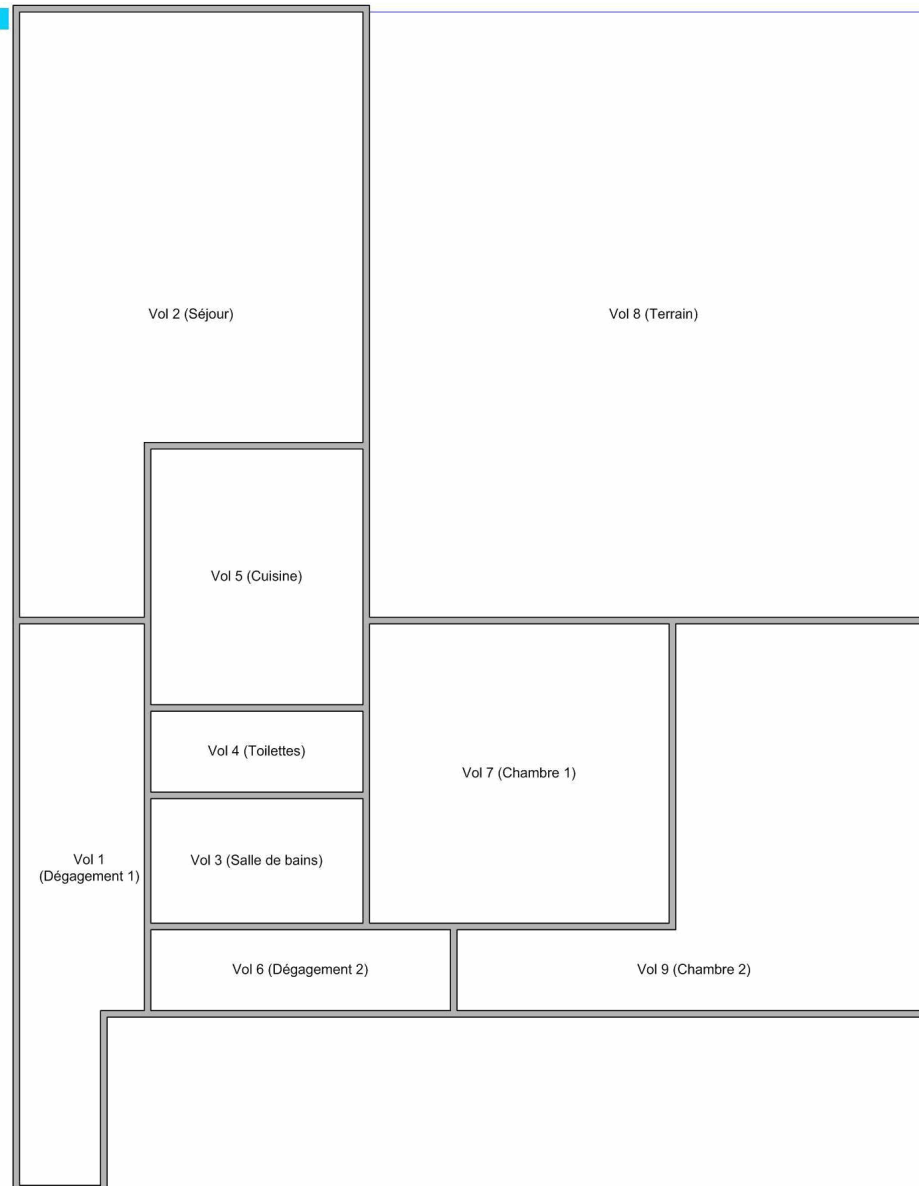 Vol 2 (Séjour)
Vol 8 (Terrain)
Vol 5 (Cuisine)
Vol 4 (Toilettes)
Vol 7 (Chambre 1)
Vol 3 (Salle de bains)
Vol 1
(Dégagement 1)
Vol 6 (Dégagement 2)
Vol 9 (Chambre 2)